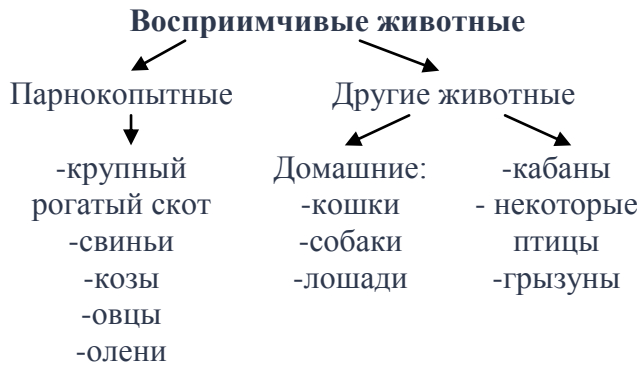 Восприимчивые животные
Парнокопытные
Другие животные
-крупный
рогатый скот
-свиньи
-козы
-овцы
-олени
Домашние:
-кошки
-собаки
-лошади
-кабаны
- некоторые
птицы
-грызуны